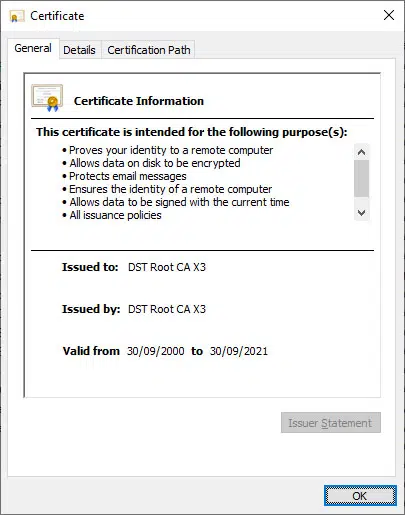 Certificate
General Details Certification Path
Certificate Information
This certificate is intended for the following purpose(s):
• Proves your identity to a remote computer
• Allows data on disk to be encrypted
• Protects email messages
• Ensures the identity of a remote computer
• Allows data to be signed with the current time
• All issuance policies
Issued to: DST Root CA X3
Issued by: DST Root CA X3
Valid from 30/09/2000 to 30/09/2021
Issuer Statement
OK